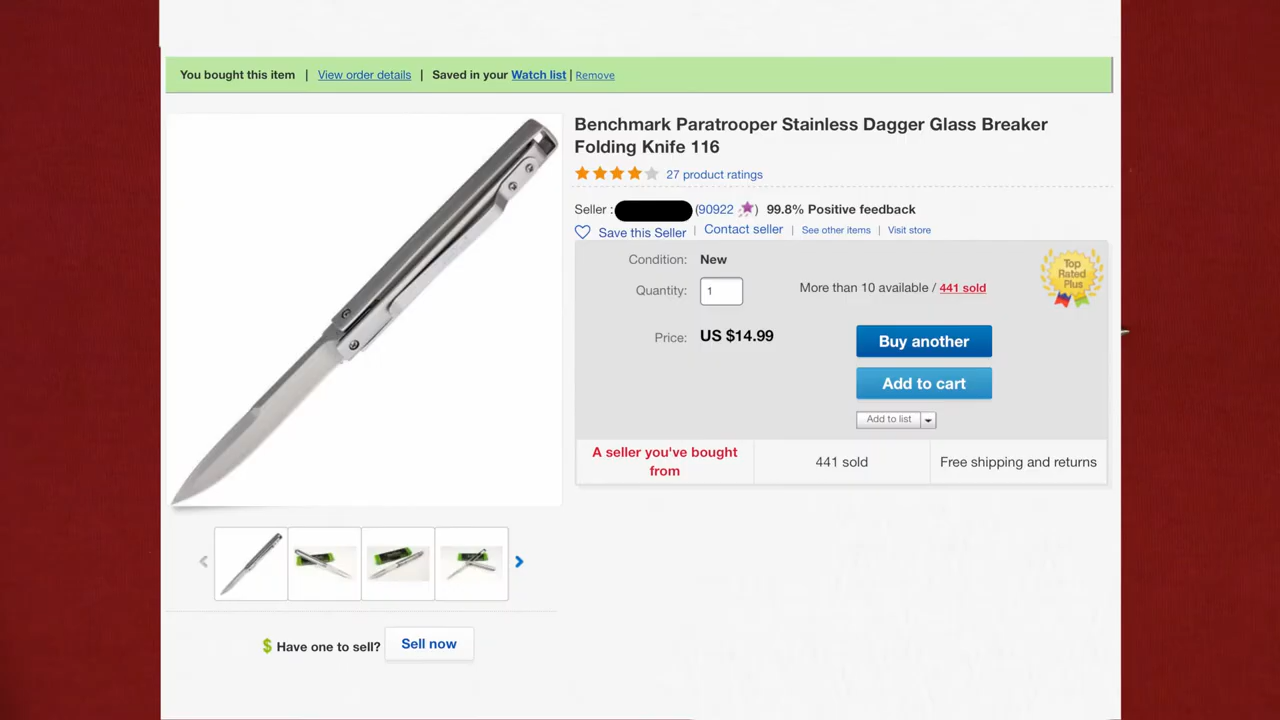 You bought this item | View order details | Saved in your Watch list | Remove
Benchmark Paratrooper Stainless Dagger Glass Breaker
Folding Knife 116
27 product ratings
Seller : (90922 ) 99.8% Positive feedback
Save this Seller | Contact seller | See other items | Visit store
Condition: New
Quantity: 1
More than 10 available / 441 sold
Top
Rated
Plus
Price: US $14.99
Buy another
Add to cart
Add to list
A seller you've bought
from
441 sold
Free shipping and returns
$ Have one to sell? Sell now